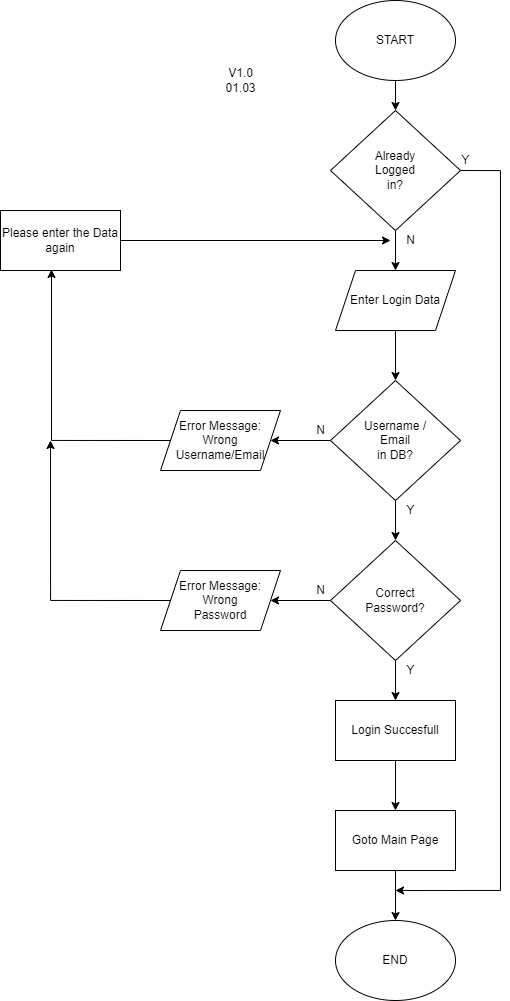 START
V1.0
01.03
Already
Logged
in?
Y
Please enter the Data
again
N
Enter Login Data
Error Message:
Wrong
Username/Email
N
Username /
Email
in DB?
Y
Error Message:
Wrong
Password
N
Correct
Password?
Y
Login Succesfull
Goto Main Page
END